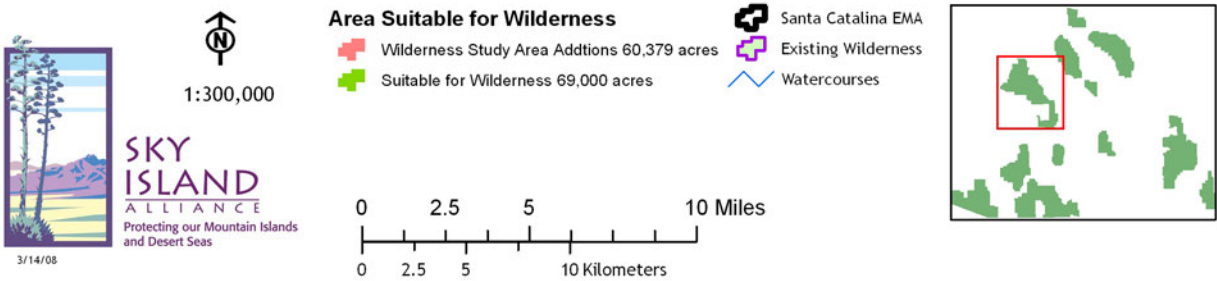 N
1:300,000
SKY
ISLAND
ALLIANCE
Protecting our Mountain Islands
and Desert Seas
3/14/08
Area Suitable for Wilderness
Wilderness Study Area Addtions 60,379 acres
Suitable for Wilderness 69,000 acres
Santa Catalina EMA
Existing Wilderness
Watercourses
0 2.5 5 10 Miles
0 2.5 5 10 Kilometers